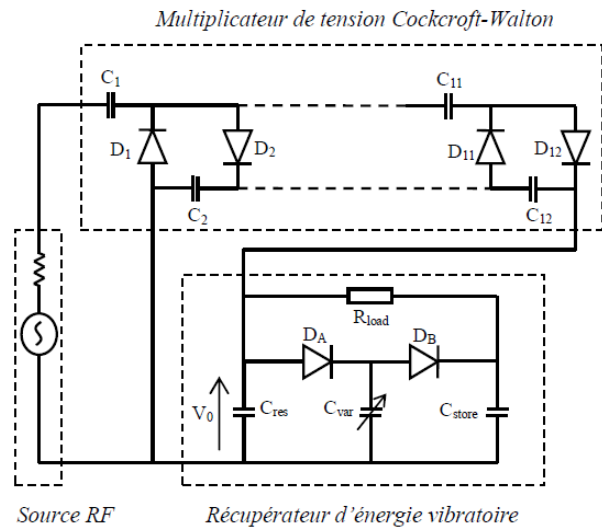 Multiplicateur de tension Cockcroft-Walton
C1
C11
D1
D2
D11
D12
C2
C12
Rload
DA
DB
V0
Cres
Cvar
Cstore
Source RF
Récupérateur d'énergie vibratoire